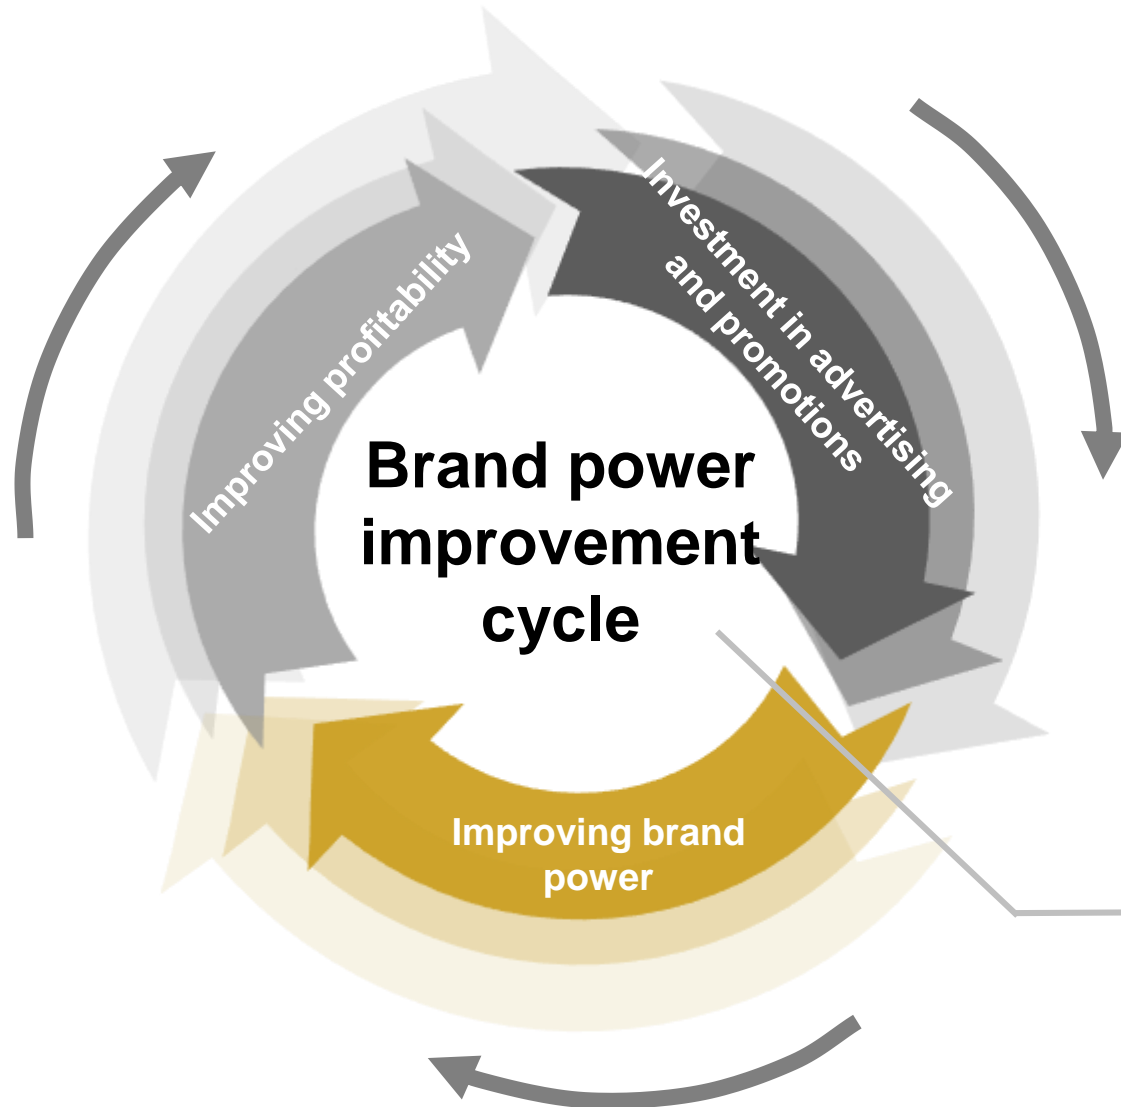 Improving profitability
Investment in advertising
and promotions
Brand power
improvement
cycle
Improving brand
power